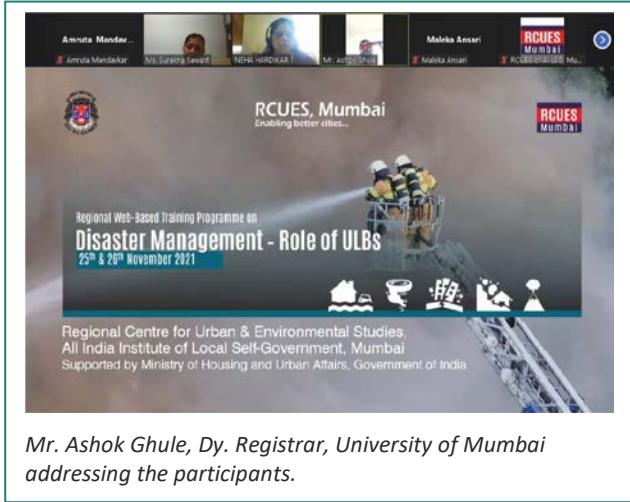 Amruta Mandav...
Maleka Ansari
RCUES
Mumbai
Amruta Mandavkar
Ms. Surekha Sawant
NEHA HARDIKAR
Mr. Ashok Ghule
Maleka Ansari
RCUES of AIILSG, Mu...
RCUES, Mumbai
Enabling better cities...
RCUES
Mumbai
Regional Web-Based Training Programme on
Disaster Management - Role of ULBs
25th & 26th November 2021
Regional Centre for Urban & Environmental Studies,
All India Institute of Local Self-Government, Mumbai
Supported by Ministry of Housing and Urban Affairs, Government of India
Mr. Ashok Ghule, Dy. Registrar, University of Mumbai
addressing the participants.